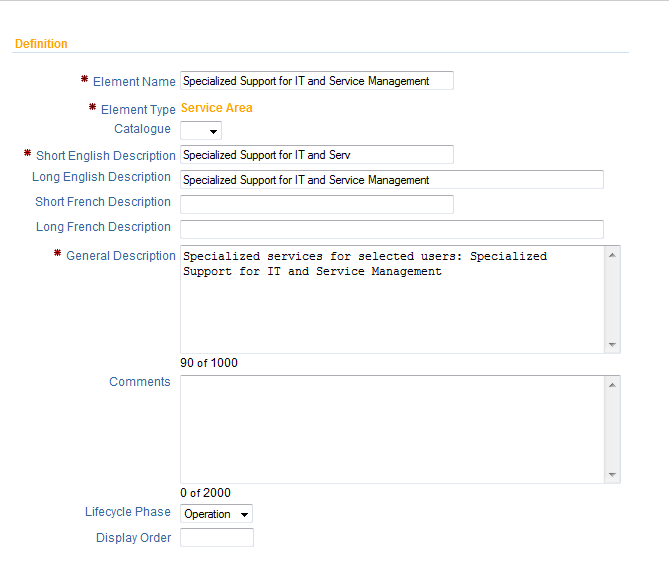 Definition
* Element Name Specialized Support for IT and Service Management
* Element Type Service Area
Catalogue
* Short English Description Specialized Support for IT and Serv
Long English Description Specialized Support for IT and Service Management
Short French Description
Long French Description
* General Description Specialized services for selected users: Specialized
Support for IT and Service Management
90 of 1000
Comments
0 of 2000
Lifecycle Phase Operation
Display Order